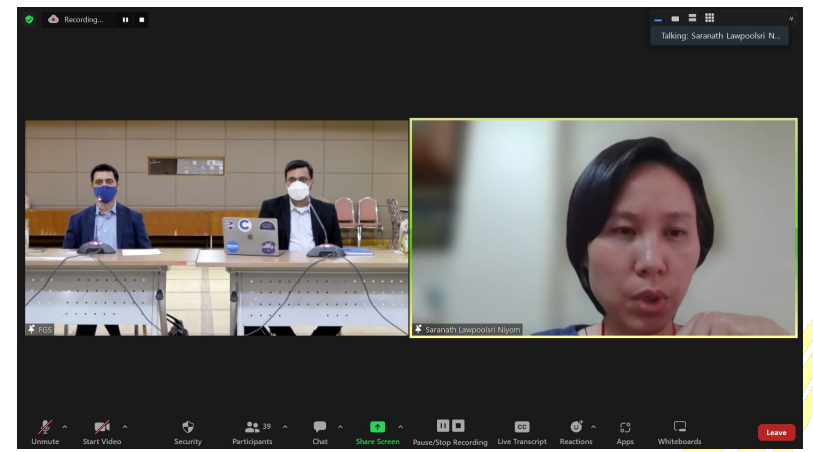 Recording...
Talking: Saranath Lawpoolsri N...
FGS
Saranath Lawpoolsri Niyom
Unmute
Start Video
Security
39
Participants
Chat
Share Screen
Pause/Stop Recording
CC
Live Transcript
Reactions
Apps
Whiteboards
Leave